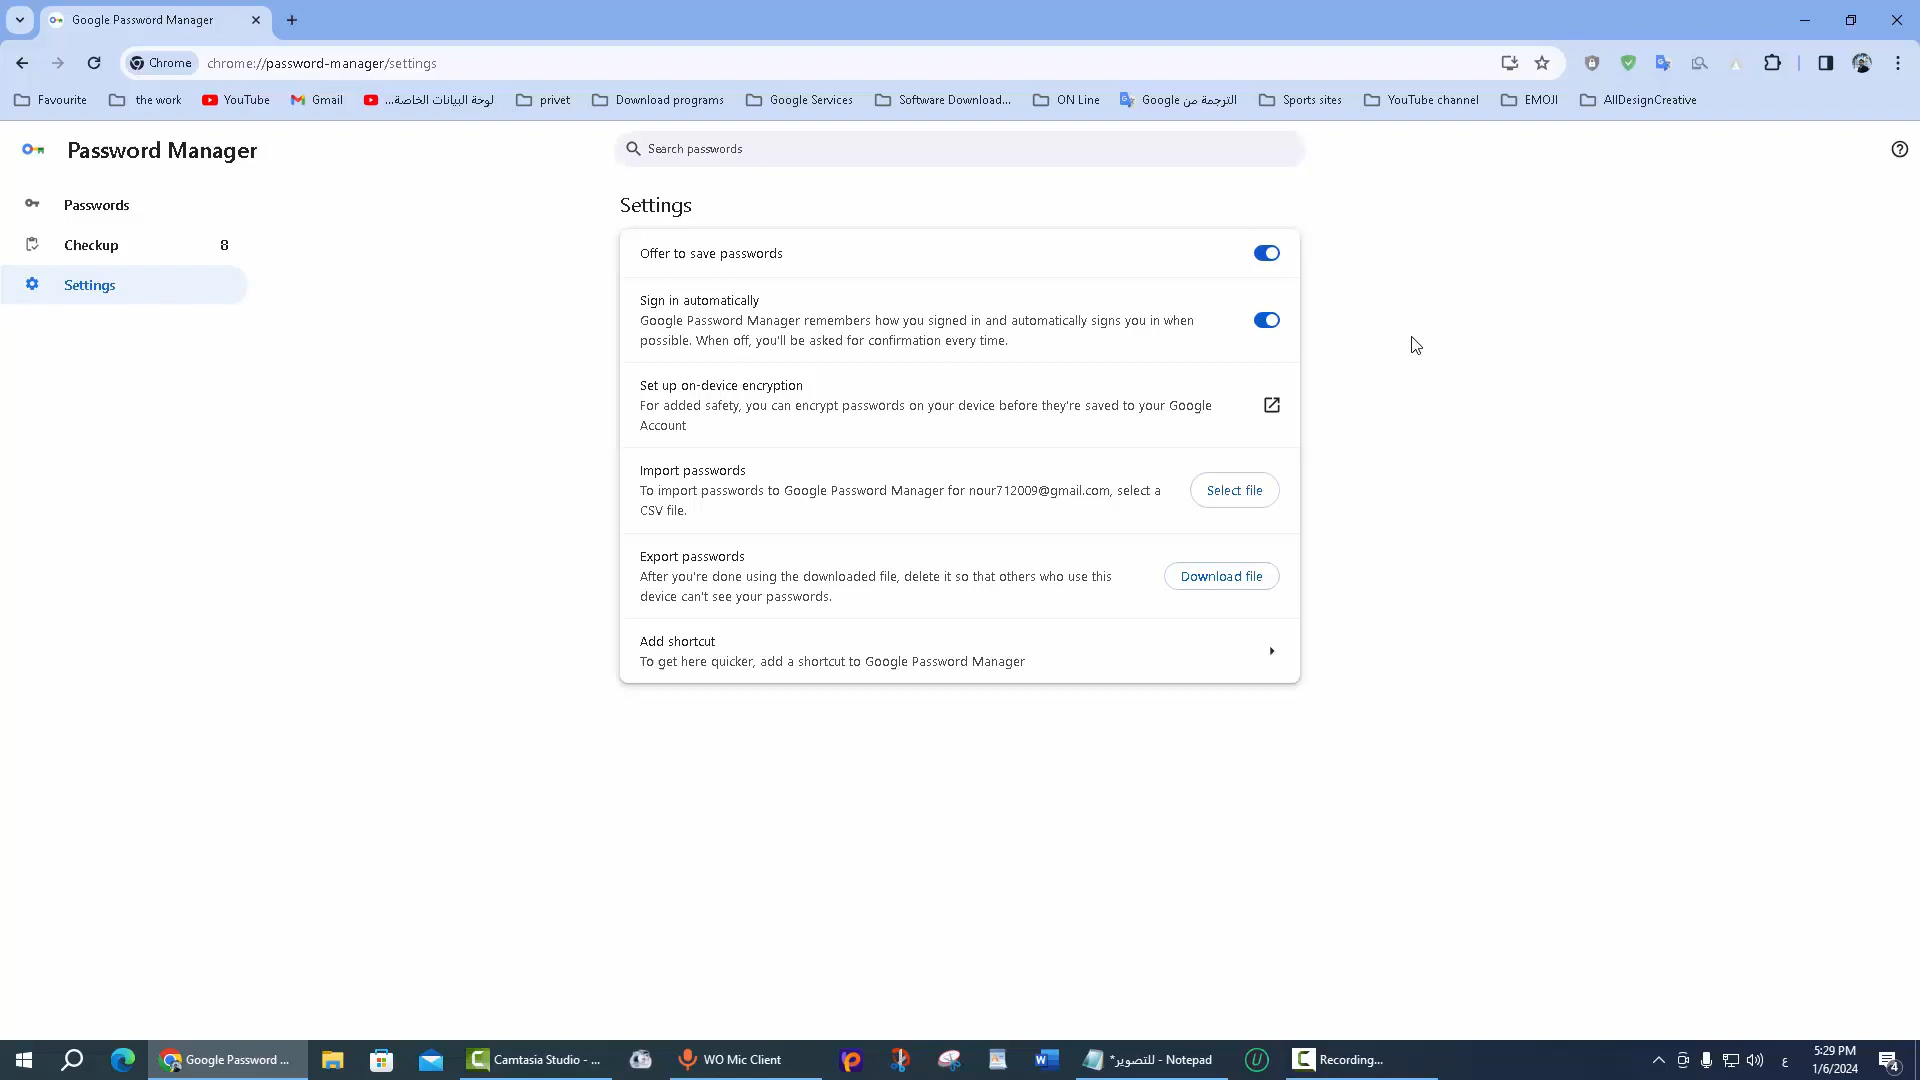 Google Password Manager
Chrome
chrome://password-manager/settings
Favourite
the work
YouTube
Gmail
لوحة البيانات الخاصة...
privet
Download programs
Google Services
Software Download...
ON Line
الترجمة من Google
Sports sites
YouTube channel
EMOJI
AllDesignCreative
Password Manager
Search passwords
Passwords
Checkup 8
Settings
Settings
Offer to save passwords
Sign in automatically
Google Password Manager remembers how you signed in and automatically signs you in when
possible. When off, you'll be asked for confirmation every time.
Set up on-device encryption
For added safety, you can encrypt passwords on your device before they're saved to your Google
Account
Import passwords
To import passwords to Google Password Manager for nour712009@gmail.com, select a
CSV file.
Select file
Export passwords
After you're done using the downloaded file, delete it so that others who use this
device can't see your passwords.
Download file
Add shortcut
To get here quicker, add a shortcut to Google Password Manager
Google Password ...
Camtasia Studio - ...
WO Mic Client
*للتصوير - Notepad
Recording...
ع
5:29 PM
1/6/2024
4